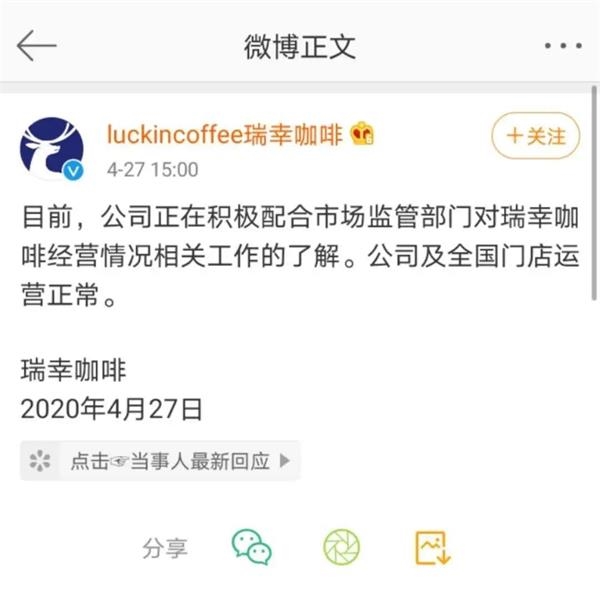 微博正文
luckincoffee瑞幸咖啡
+关注
4-27 15:00
目前，公司正在积极配合市场监管部门对瑞幸咖
啡经营情况相关工作的了解。公司及全国门店运
营正常。
瑞幸咖啡
2020年4月27日
点击☞当事人最新回应
分享